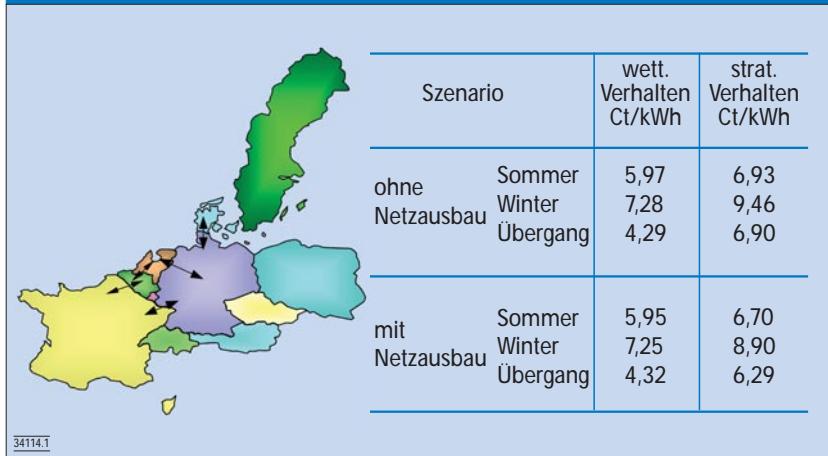 Szenario wett. Verhalten Ct/kWh strat. Verhalten Ct/kWh
ohne Netzausbau Sommer 5,97 6,93
Winter 7,28 9,46
Übergang 4,29 6,90
mit Netzausbau Sommer 5,95 6,70
Winter 7,25 8,90
Übergang 4,32 6,29
34114.1